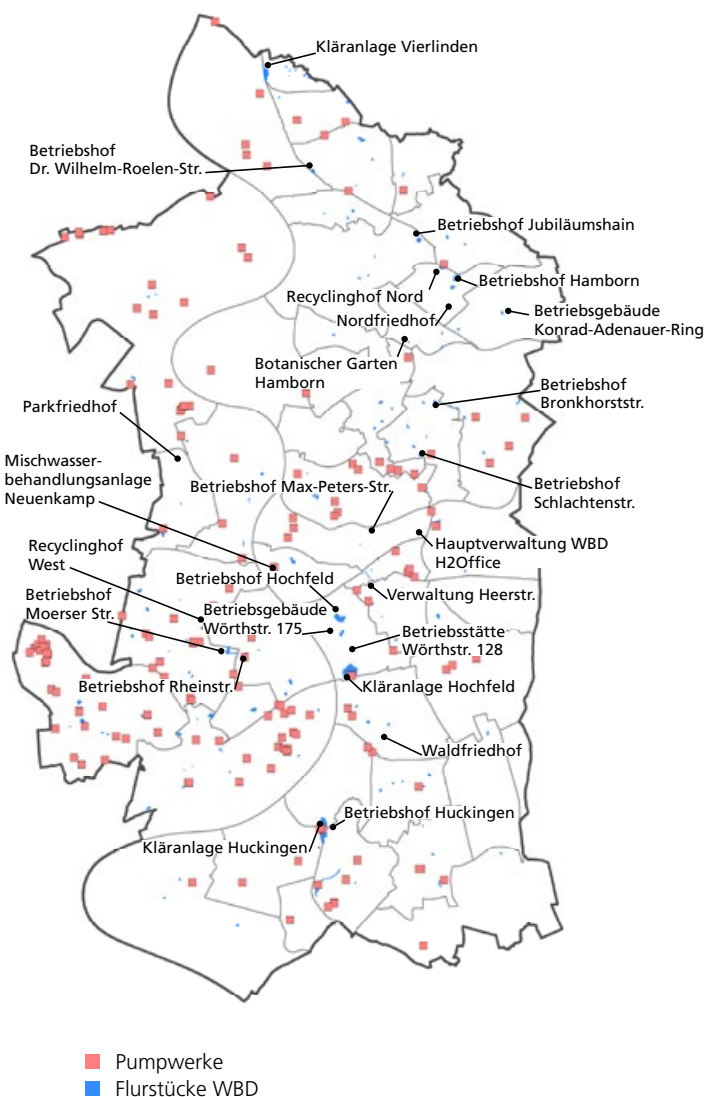 Kläranlage Vierlinden
Betriebshof
Dr. Wilhelm-Roelen-Str.
Betriebshof Jubiläumshain
Betriebshof Hamborn
Recyclinghof Nord
Nordfriedhof
Betriebsgebäude
Konrad-Adenauer-Ring
Botanischer Garten
Hamborn
Betriebshof
Bronkhorststr.
Parkfriedhof
Mischwasser-
behandlungsanlage
Neuenkamp
Betriebshof Max-Peters-Str.
Betriebshof
Schlachtenstr.
Hauptverwaltung WBD
H2Office
Recyclinghof
West
Betriebshof Hochfeld
Verwaltung Heerstr.
Betriebshof
Moerser Str.
Betriebsgebäude
Wörthstr. 175
Betriebsstätte
Wörthstr. 128
Betriebshof Rheinstr.
Kläranlage Hochfeld
Waldfriedhof
Betriebshof Huckingen
Kläranlage Huckingen
Pumpwerke
Flurstücke WBD